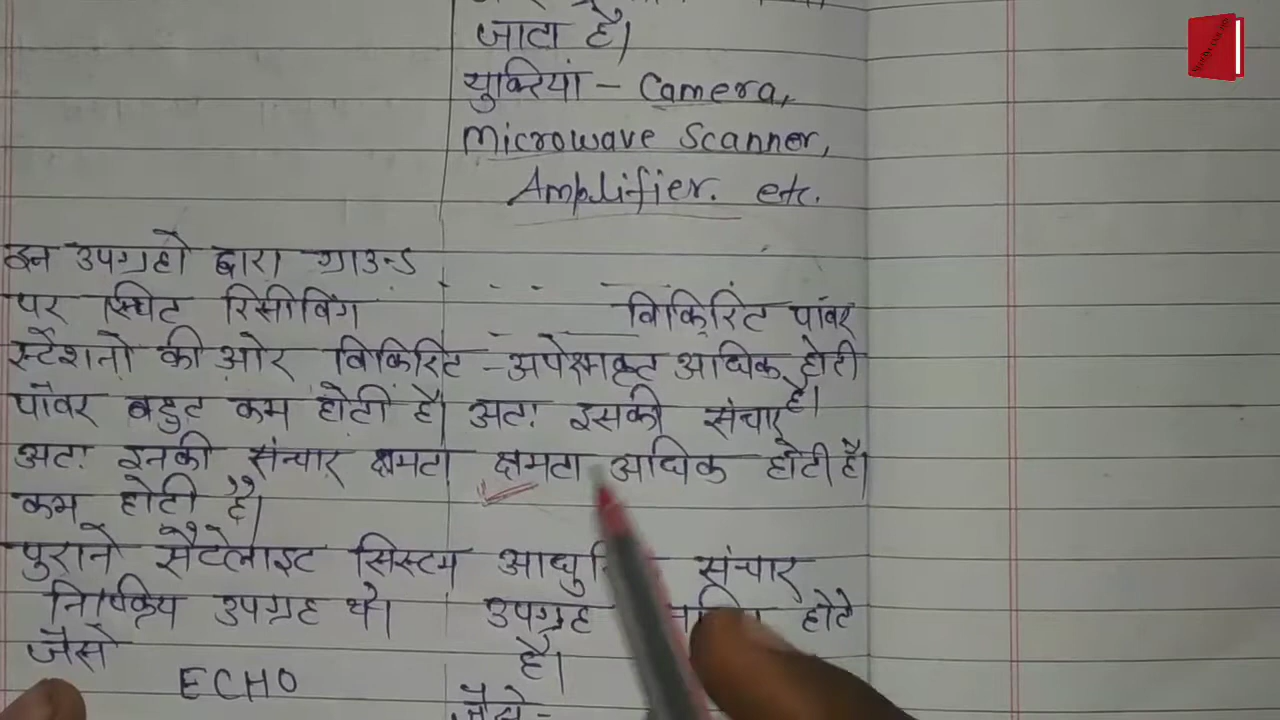 जाता है।
युक्तियां - Camera,
Microwave Scanner,
Amplifier. etc.
इन उपग्रहो द्वारा ग्राउन्ड
पर स्थित रिसीविंग
स्टेशनो की ओर विकिरित
पॉवर बहुत कम होती है।
अतः इनकी संचार क्षमता
कम होती है।
विकिरित पॉवर
अपेक्षाकृत अधिक होती
है।
अतः इसकी संचार
क्षमता अधिक होती है।
पुराने सैटेलाइट सिस्टम
निष्क्रिय उपग्रह थे।
जैसे
ECHO
संचार
उपग्रह होते
है।
जैसे -